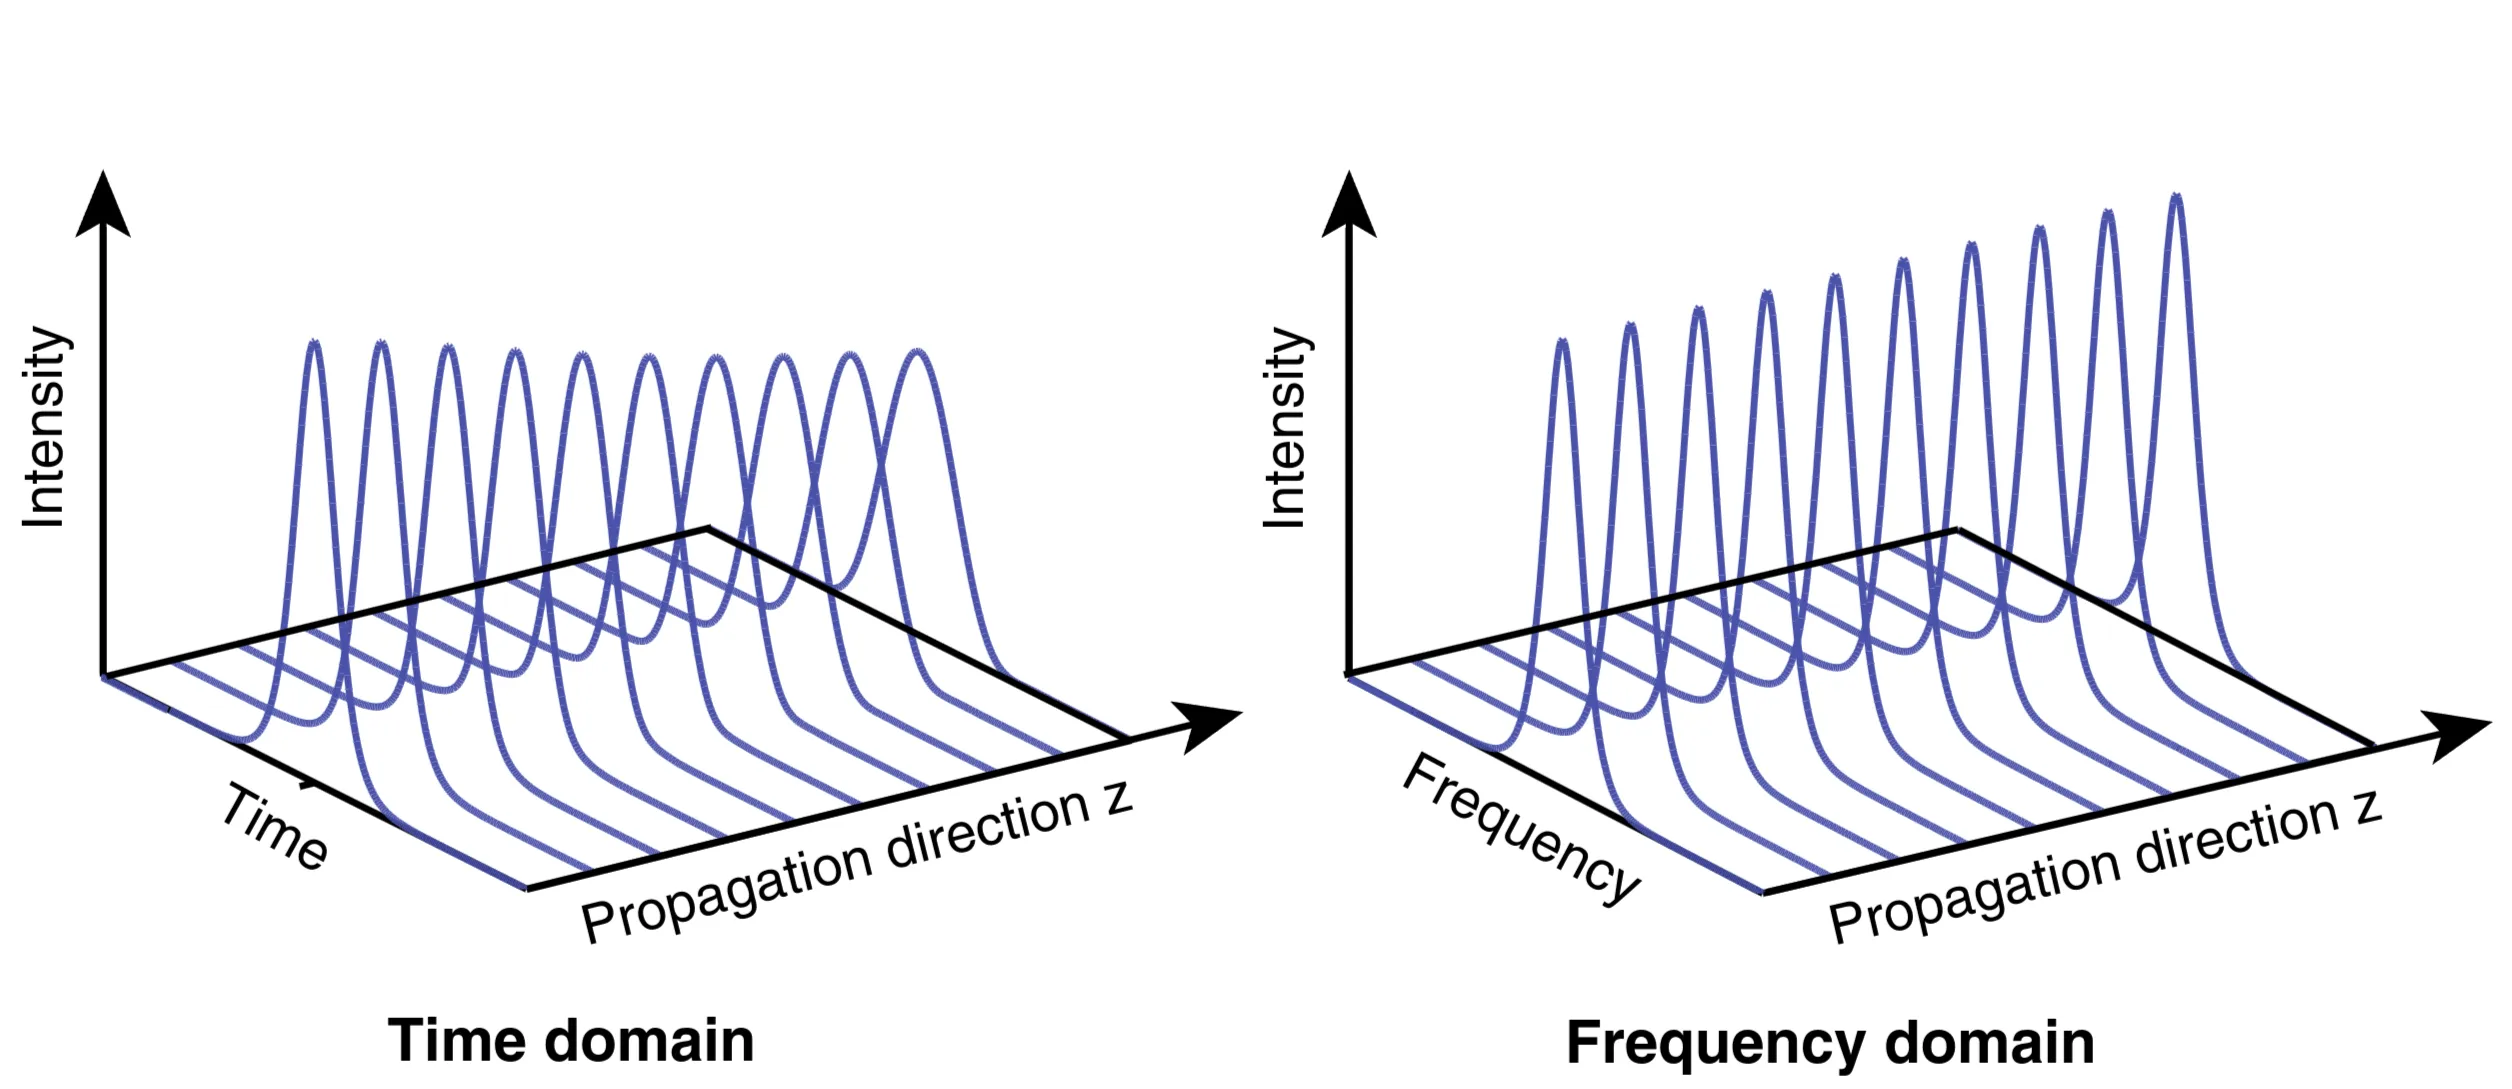 Intensity
Time
Propagation direction z
Time domain
Intensity
Frequency
Propagation direction z
Frequency domain